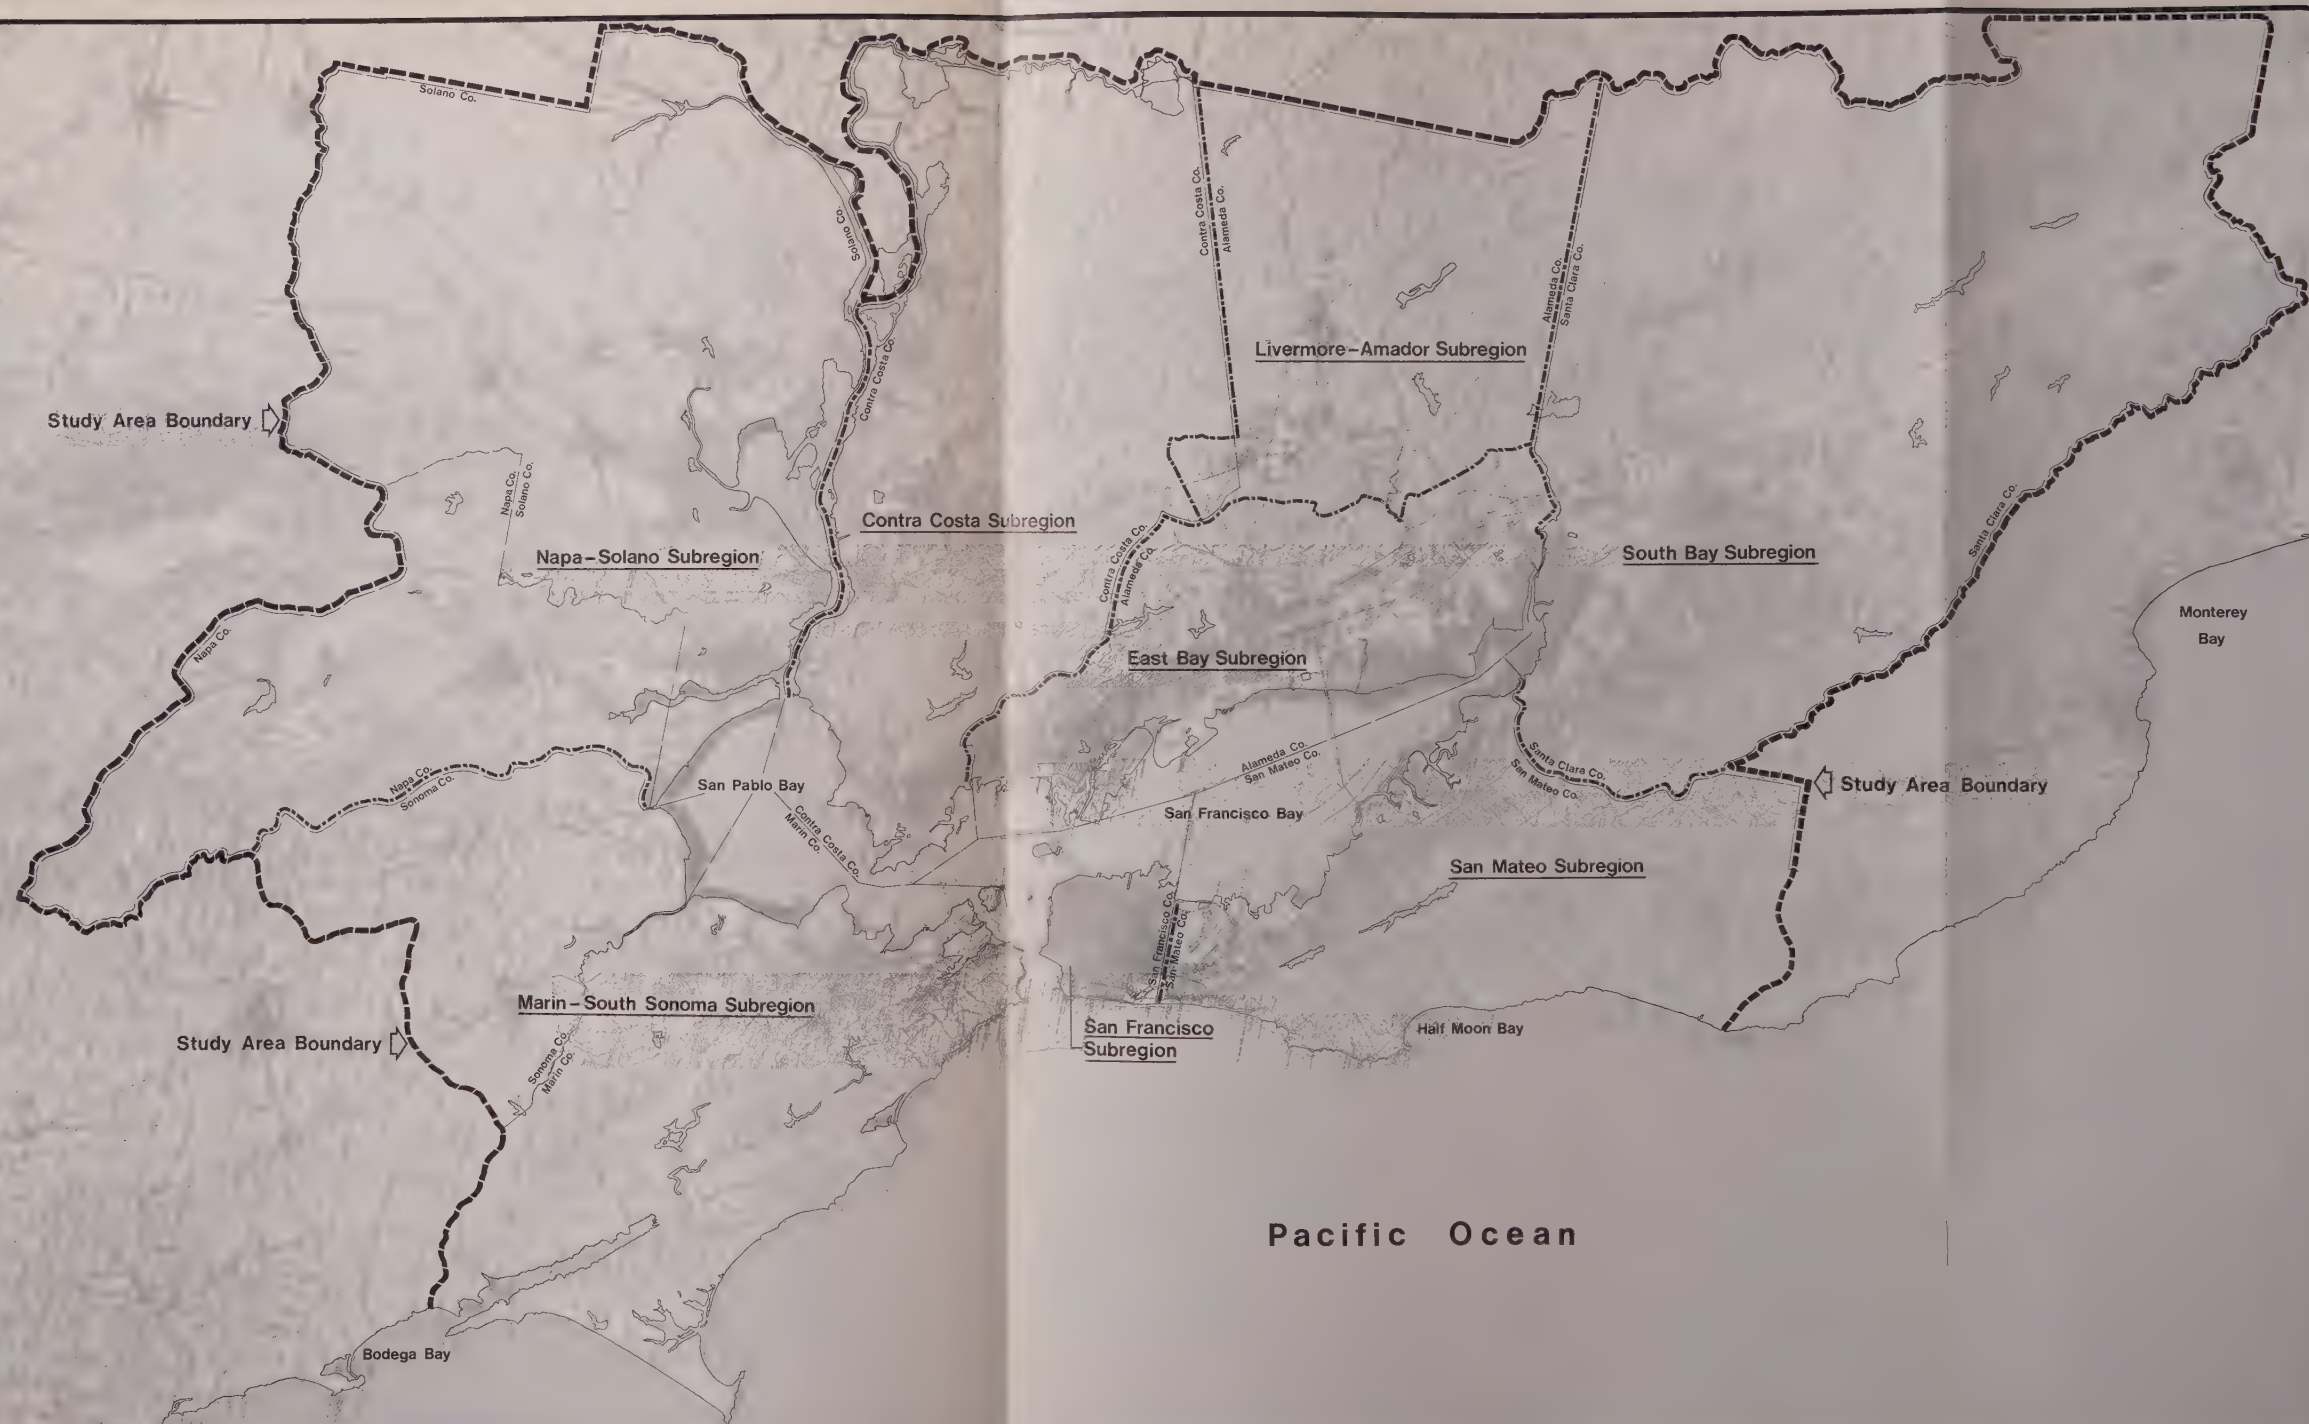 Solano Co.
Solano Co.
Contra Costa Co.
Alameda Co.
Alameda Co.
Santa Clara Co.
Contra Costa Co.
Livermore-Amador Subregion
Study Area Boundary
Napa Co.
Solano Co.
Contra Costa Subregion
Napa-Solano Subregion
South Bay Subregion
Santa Clara Co.
Contra Costa Co.
Alameda Co.
Monterey
Bay
Napa Co.
East Bay Subregion
Napa Co.
Sonoma Co.
San Pablo Bay
Alameda Co.
San Mateo Co.
Santa Clara Co.
San Mateo Co.
Study Area Boundary
Contra Costa Co.
Marin Co.
San Francisco Bay
San Mateo Subregion
San Francisco Co.
San Mateo Co.
Marin-South Sonoma Subregion
Study Area Boundary
San Francisco
Subregion
Half Moon Bay
Sonoma Co.
Marin Co.
Pacific Ocean
Bodega Bay